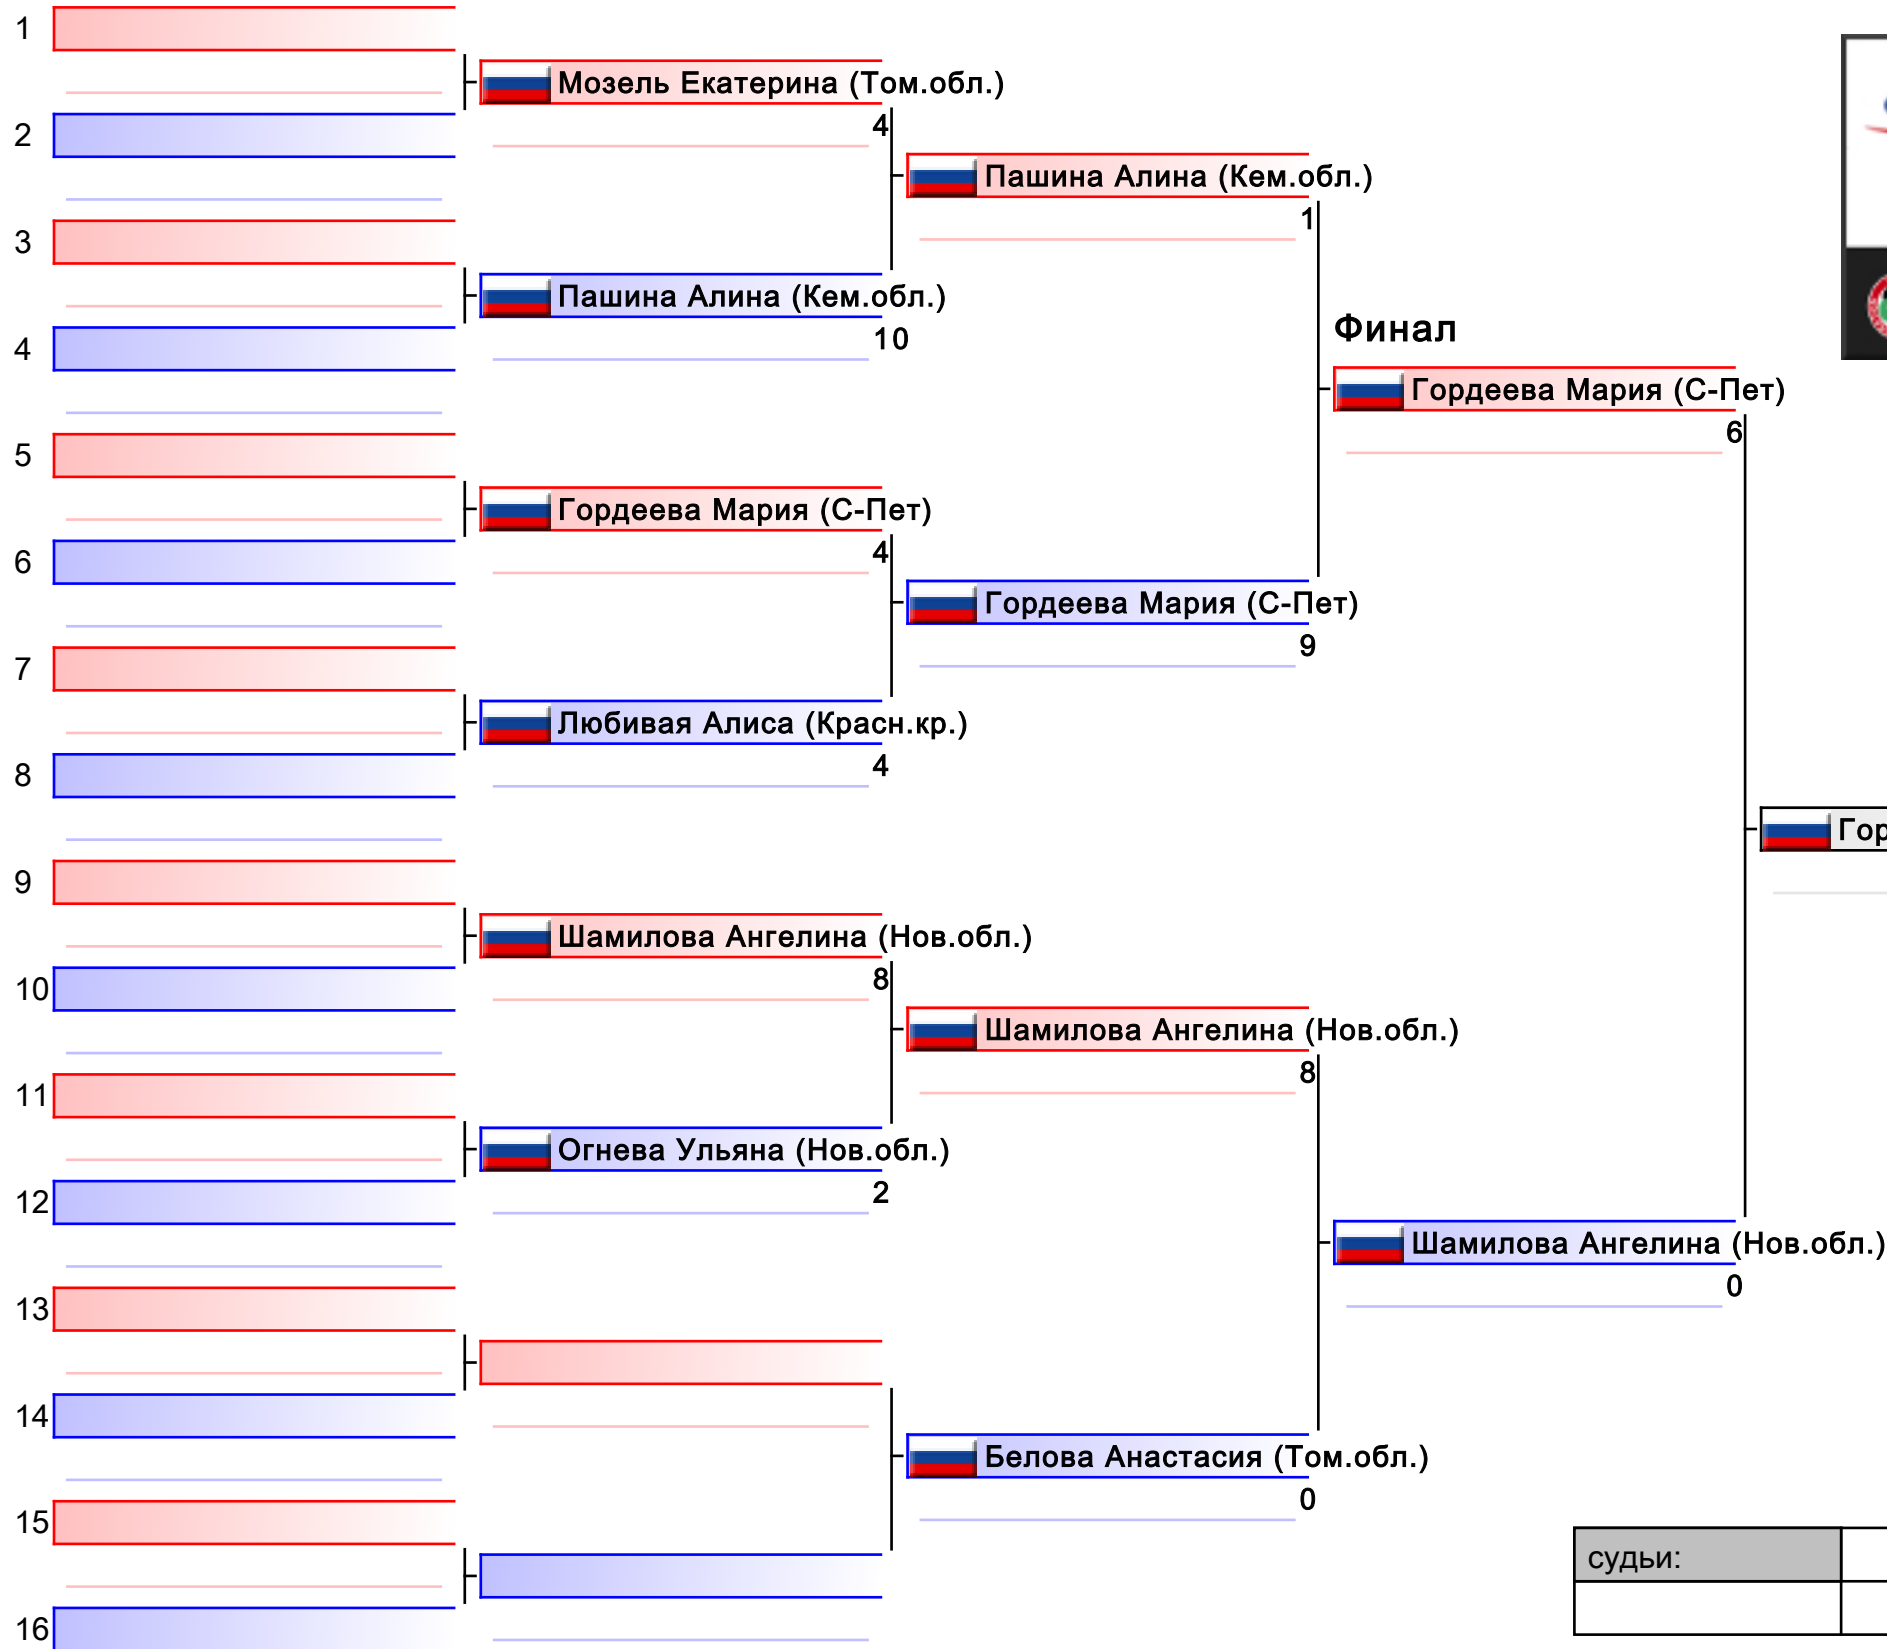 1
Мозель Екатерина (Том.обл.)
4
2
Пашина Алина (Кем.обл.)
1
3
Пашина Алина (Кем.обл.)
10
4
Финал
Гордеева Мария (С-Пет)
6
5
Гордеева Мария (С-Пет)
4
6
Гордеева Мария (С-Пет)
9
7
Любивая Алиса (Красн.кр.)
4
8
Гор
9
Шамилова Ангелина (Нов.обл.)
8
10
Шамилова Ангелина (Нов.обл.)
8
11
Огнева Ульяна (Нов.обл.)
2
12
Шамилова Ангелина (Нов.обл.)
0
13
14
Белова Анастасия (Том.обл.)
0
15
судьи:
16